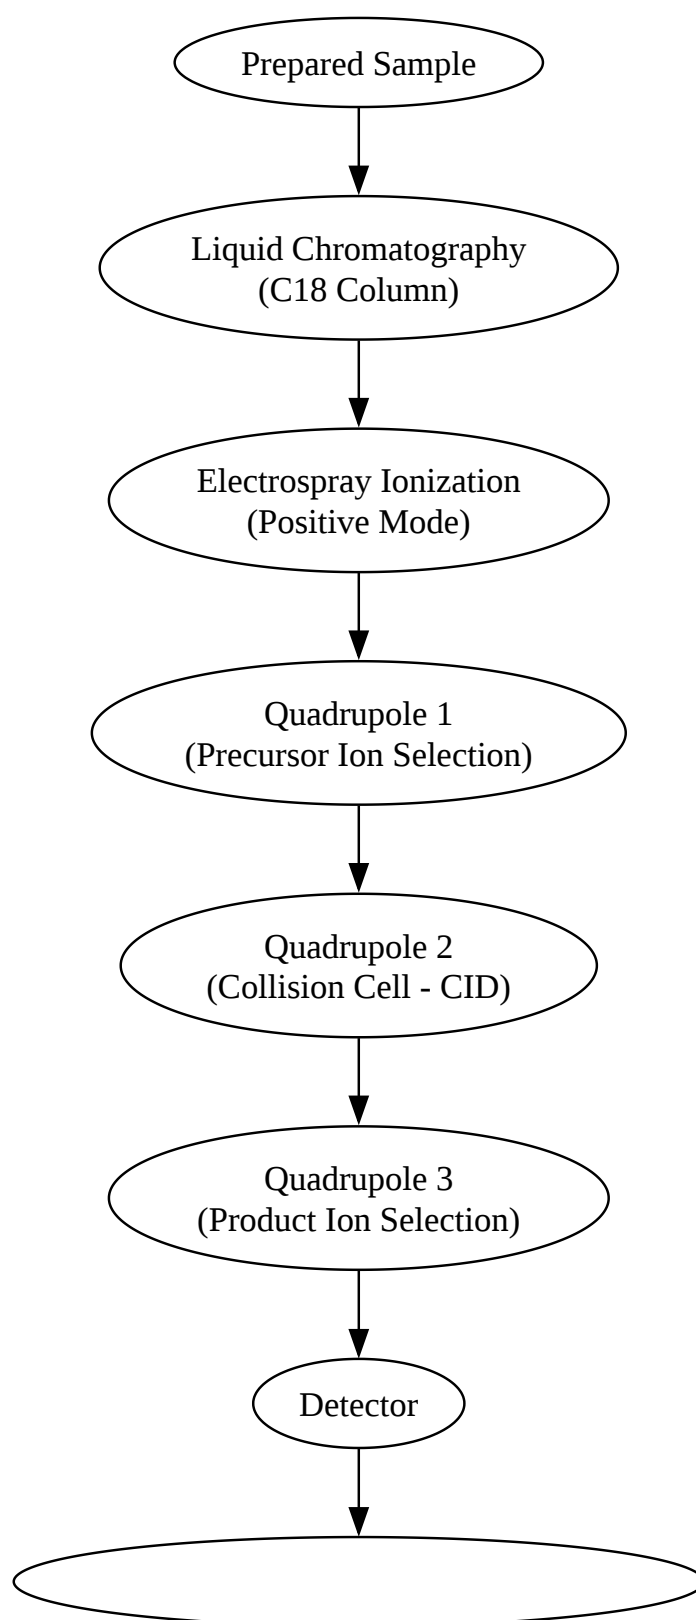 Prepared Sample
Liquid Chromatography
(C18 Column)
Electrospray Ionization
(Positive Mode)
Quadrupole 1
(Precursor Ion Selection)
Quadrupole 2
(Collision Cell - CID)
Quadrupole 3
(Product Ion Selection)
Detector